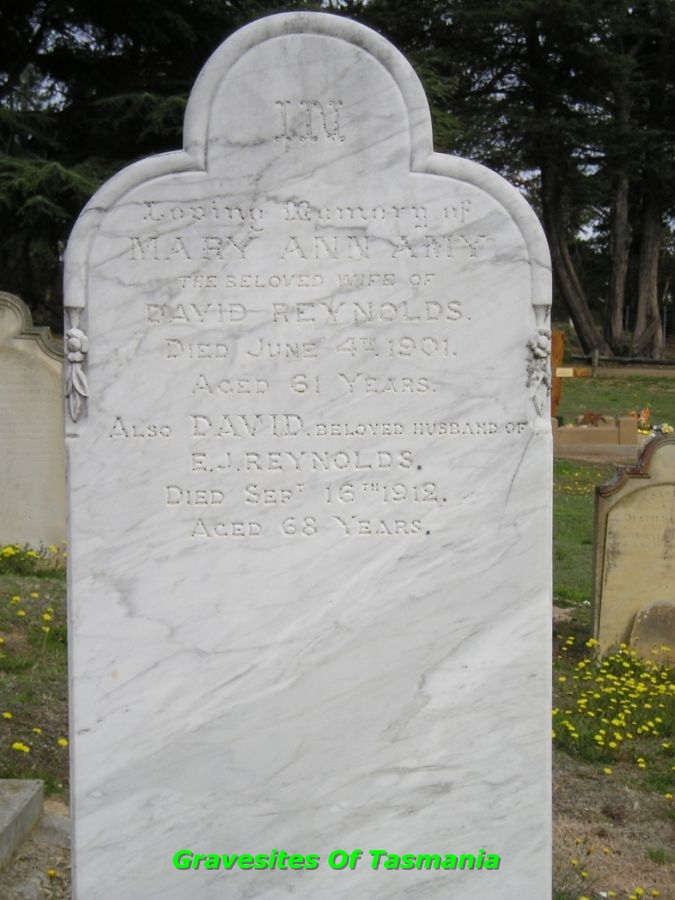 IN
Loving Memory of
MARY ANN AMY
THE BELOVED WIFE OF
DAVID REYNOLDS.
DIED JUNE 4TH 1901.
AGED 61 YEARS.
ALSO DAVID, BELOVED HUSBAND OF
E.J. REYNOLDS.
DIED SEPT 16TH 1912.
AGED 68 YEARS.
Gravesites Of Tasmania